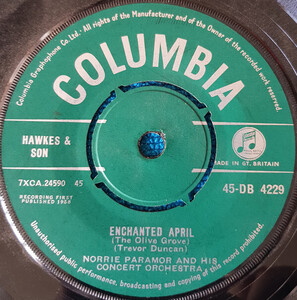 Columbia Graphophone Co. Ltd. All rights of the Manufacturer and of the Owner of the recorded work reserved
COLUMBIA
HAWKES &
SON
MADE IN GT. BRITAIN
7XCA.24590 45
45-DB 4229
RECORDING FIRST
PUBLISHED 1958
ENCHANTED APRIL
(The Olive Grove)
(Trevor Duncan)
NORRIE PARAMOR AND HIS
CONCERT ORCHESTRA
Unauthorised public performance, broadcasting and copying of this record prohibited